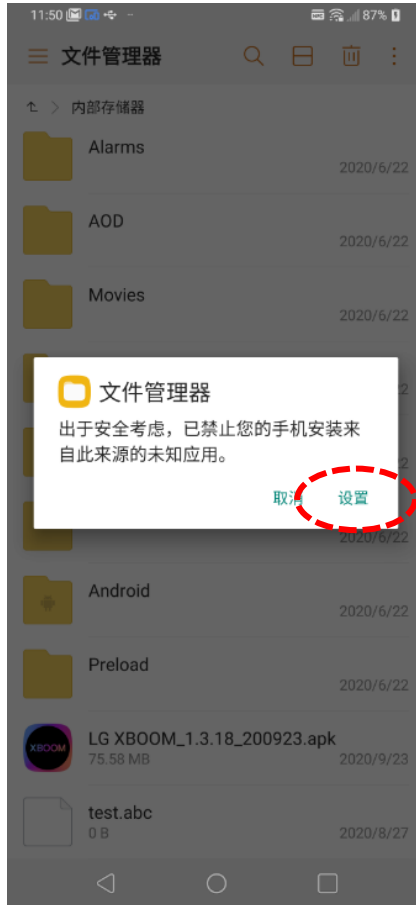 11:50
87%
文件管理器
内部存储器
Alarms
2020/6/22
AOD
2020/6/22
Movies
2020/6/22
文件管理器
出于安全考虑，已禁止您的手机安装来
自此来源的未知应用。
取消 设置
2020/6/22
Android
2020/6/22
Preload
2020/6/22
XBOOM
LG XBOOM_1.3.18_200923.apk
75.58 MB
2020/9/23
test.abc
0 B
2020/8/27